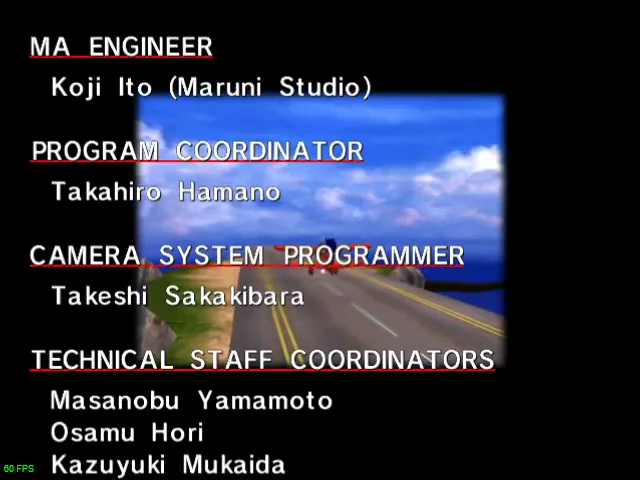 MA ENGINEER
Koji Ito (Maruni Studio)
PROGRAM COORDINATOR
Takahiro Hamano
CAMERA SYSTEM PROGRAMMER
Takeshi Sakakibara
TECHNICAL STAFF COORDINATORS
Masanobu Yamamoto
Osamu Hori
Kazuyuki Mukaida
60 FPS